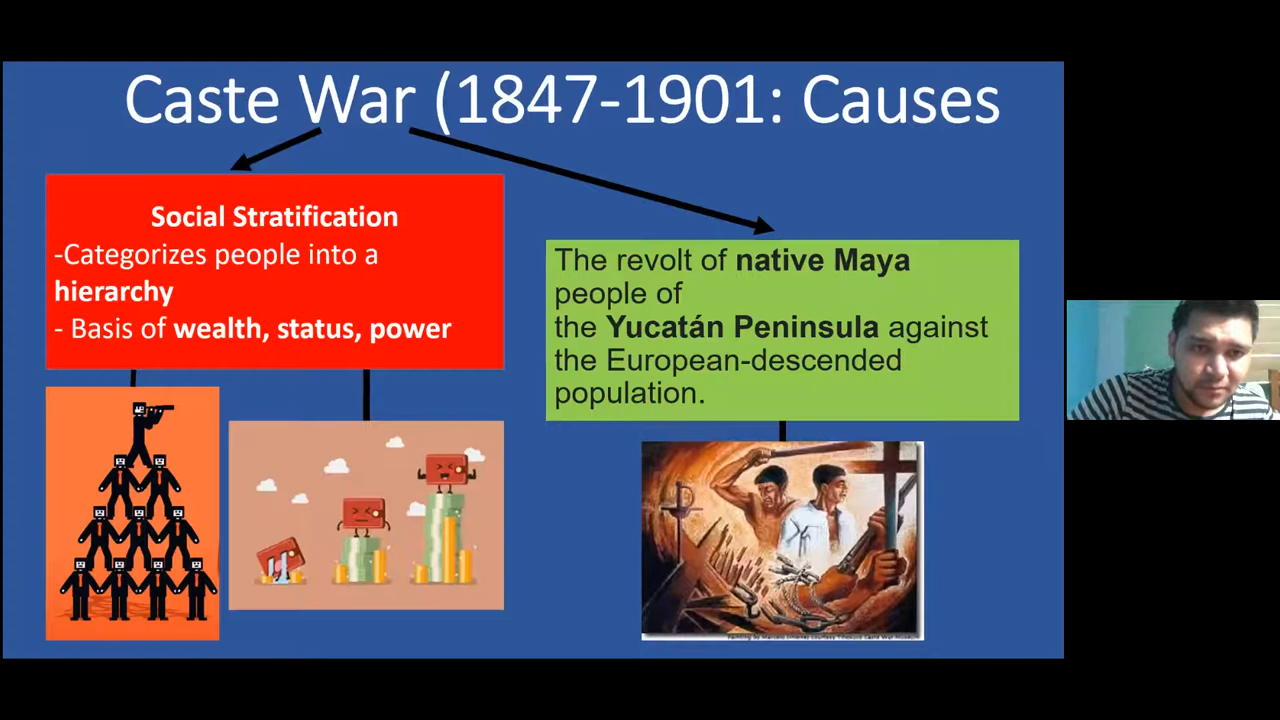 Caste War (1847-1901: Causes
Social Stratification
-Categorizes people into a
hierarchy
- Basis of wealth, status, power
The revolt of native Maya
people of
the Yucatán Peninsula against
the European-descended
population.